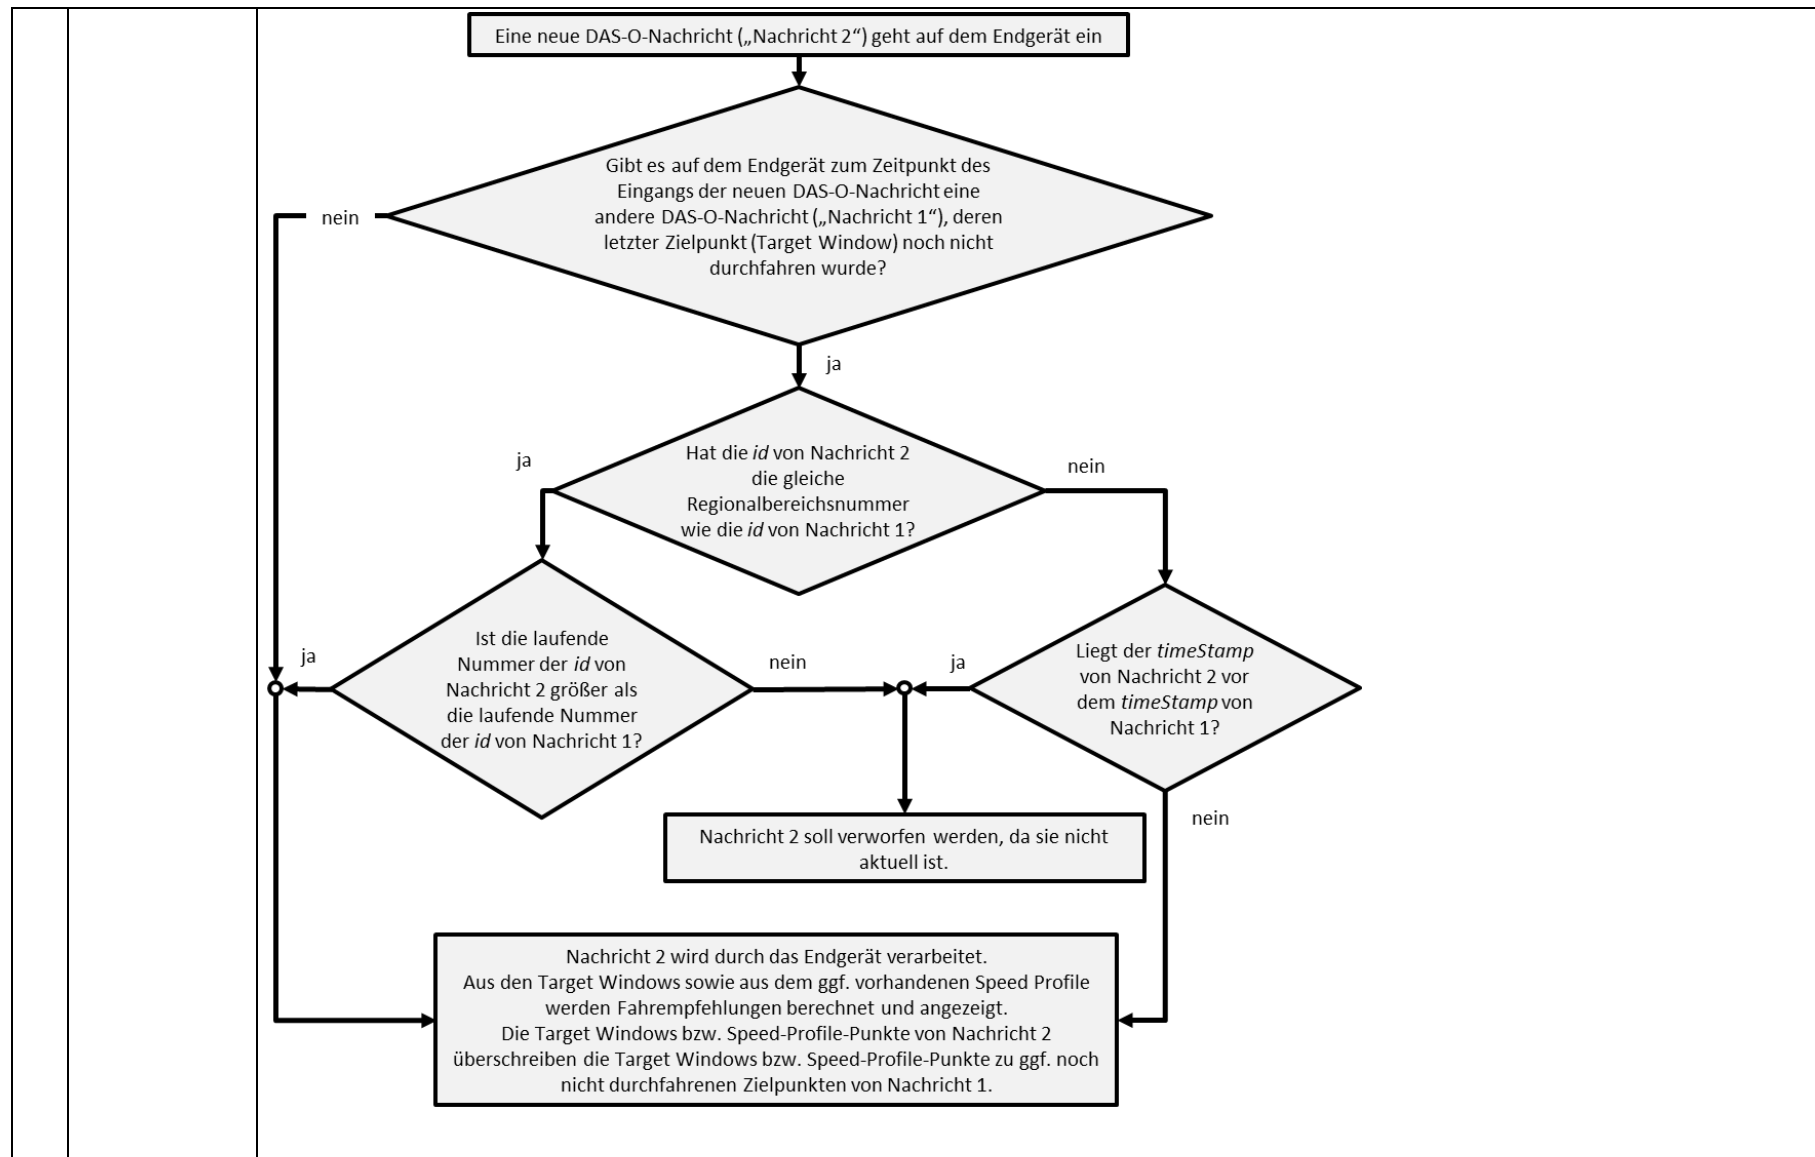 Eine neue DAS-O-Nachricht („Nachricht 2“) geht auf dem Endgerät ein
Gibt es auf dem Endgerät zum Zeitpunkt des
Eingangs der neuen DAS-O-Nachricht eine
andere DAS-O-Nachricht („Nachricht 1“), deren
letzter Zielpunkt (Target Window) noch nicht
durchfahren wurde?
nein
ja
Hat die id von Nachricht 2
die gleiche
Regionalbereichsnummer
wie die id von Nachricht 1?
ja
nein
Ist die laufende
Nummer der id von
Nachricht 2 größer als
die laufende Nummer
der id von Nachricht 1?
ja
nein
Liegt der timeStamp
von Nachricht 2 vor
dem timeStamp von
Nachricht 1?
ja
nein
Nachricht 2 soll verworfen werden, da sie nicht
aktuell ist.
Nachricht 2 wird durch das Endgerät verarbeitet.
Aus den Target Windows sowie aus dem ggf. vorhandenen Speed Profile
werden Fahrempfehlungen berechnet und angezeigt.
Die Target Windows bzw. Speed-Profile-Punkte von Nachricht 2
überschreiben die Target Windows bzw. Speed-Profile-Punkte zu ggf. noch
nicht durchfahrenen Zielpunkten von Nachricht 1.